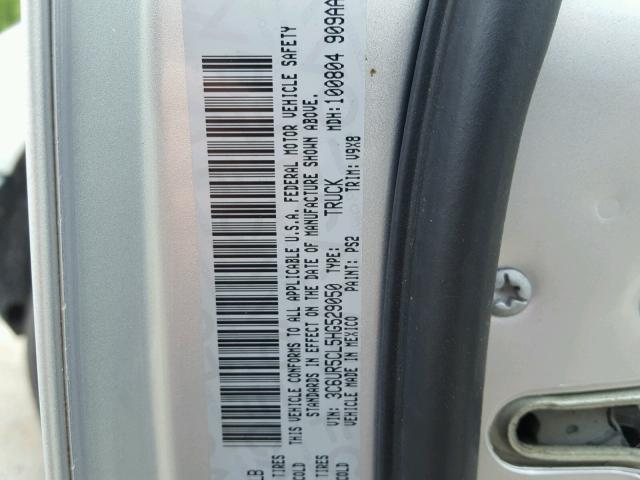 LB
TIRES
COLD
THIS VEHICLE CONFORMS TO ALL APPLICABLE U.S.A. FEDERAL MOTOR VEHICLE SAFETY
STANDARDS IN EFFECT ON THE DATE OF MANUFACTURE SHOWN ABOVE.
VIN: 3C6UR5CL5HG529050 TYPE: TRUCK MDH: 100804 909AA
VEHICLE MADE IN MEXICO PAINT: PS2 TRIM: V9X8
TIRES
COLD